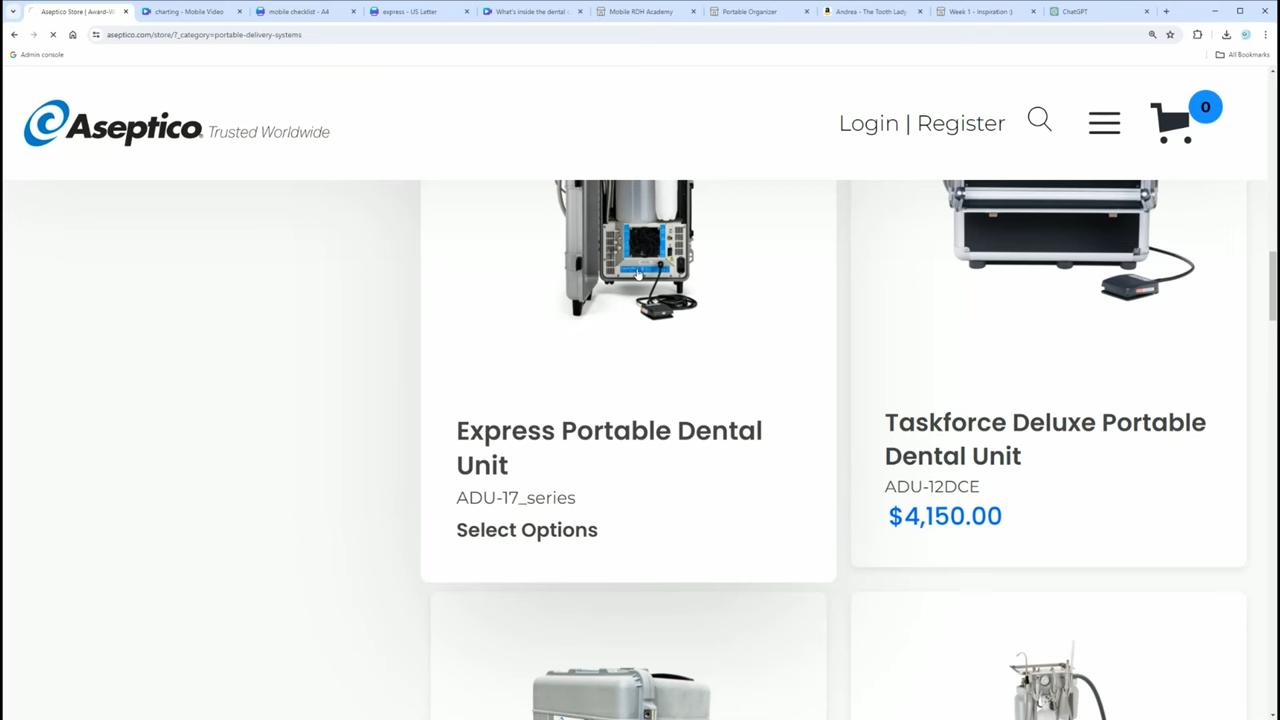 Aseptico Store | Award-W
charting - Mobile Video
mobile checklist - A4
express - US Letter
What's inside the dental
Mobile RDH Academy
Portable Organizer
Andrea - The Tooth Lady
Week 1 - Inspiration :)
ChatGPT
aseptico.com/store/?_category=portable-delivery-systems
Admin console
All Bookmarks
Aseptico Trusted Worldwide
Login | Register
0
Express Portable Dental
Unit
ADU-17_series
Select Options
Taskforce Deluxe Portable
Dental Unit
ADU-12DCE
$4,150.00